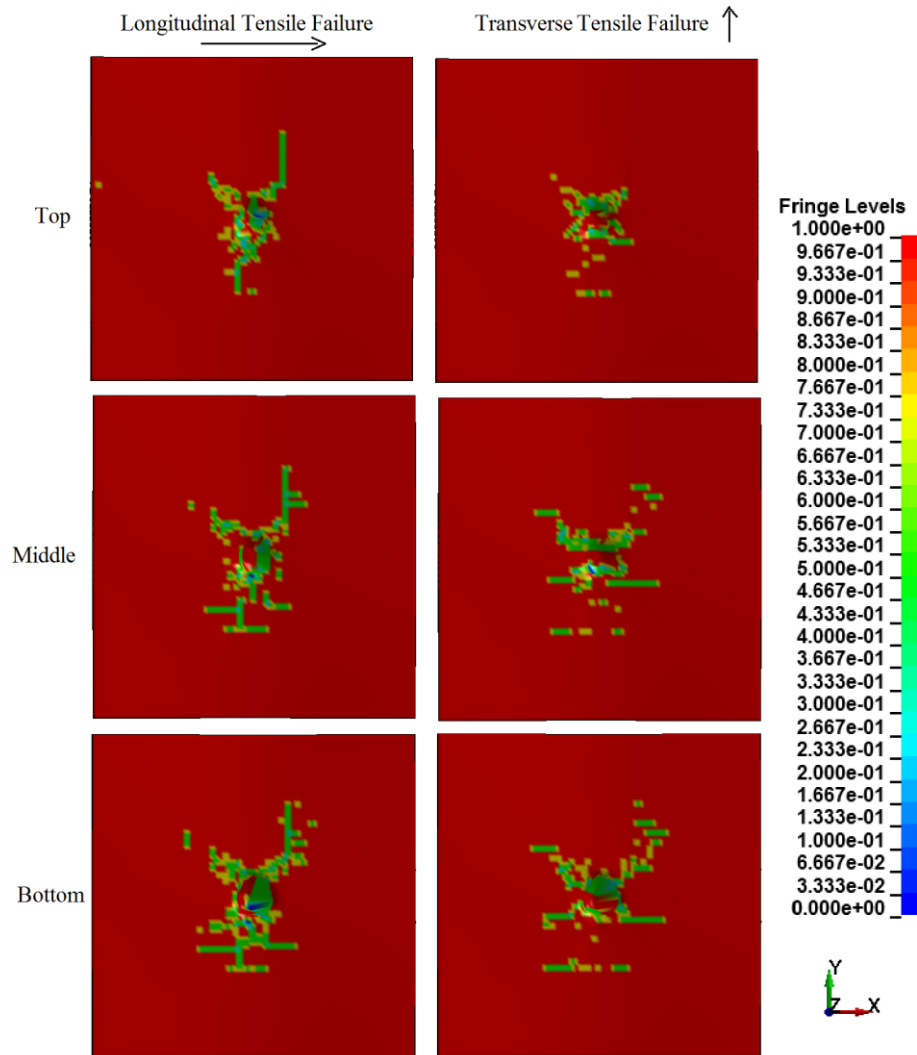 Longitudinal Tensile Failure
Transverse Tensile Failure
Top
Middle
Bottom
Fringe Levels
1.000e+00
9.667e-01
9.333e-01
9.000e-01
8.667e-01
8.333e-01
8.000e-01
7.667e-01
7.333e-01
7.000e-01
6.667e-01
6.333e-01
6.000e-01
5.667e-01
5.333e-01
5.000e-01
4.667e-01
4.333e-01
4.000e-01
3.667e-01
3.333e-01
3.000e-01
2.667e-01
2.333e-01
2.000e-01
1.667e-01
1.333e-01
1.000e-01
6.667e-02
3.333e-02
0.000e+00
Y
Z
X